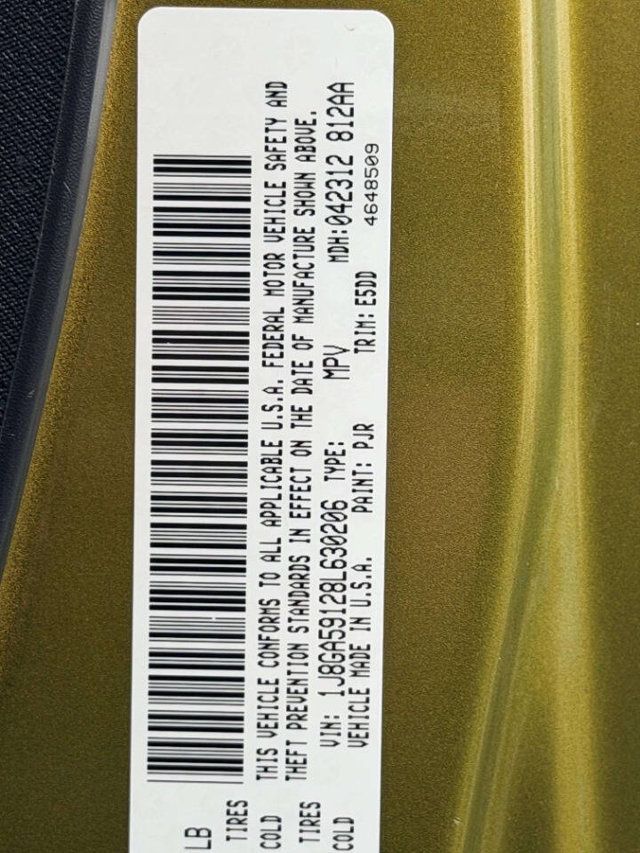 LB
TIRES
COLD
TIRES
COLD
THIS VEHICLE CONFORMS TO ALL APPLICABLE U.S.A. FEDERAL MOTOR VEHICLE SAFETY AND
THEFT PREVENTION STANDARDS IN EFFECT ON THE DATE OF MANUFACTURE SHOWN ABOVE.
VIN: 1J8GA59128L630206 TYPE: MPV MDH:042312 812AA
VEHICLE MADE IN U.S.A. PAINT: PJR TRIM: E5DD 4648509